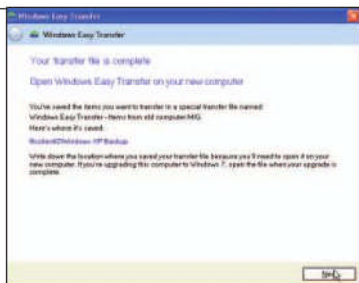 Windows Easy Transfer
Windows Easy Transfer
Your transfer file is complete
Open Windows Easy Transfer on your new computer
You've saved the items you want to transfer in a special transfer file named:
Windows Easy Transfer - Items from old computer.MIG
Here's where it's saved:
Windows XP Backup
Write down the location where you saved your transfer file because you'll need to open it on your
new computer. If you're upgrading this computer to Windows 7, open the file when your upgrade is
complete.
Next